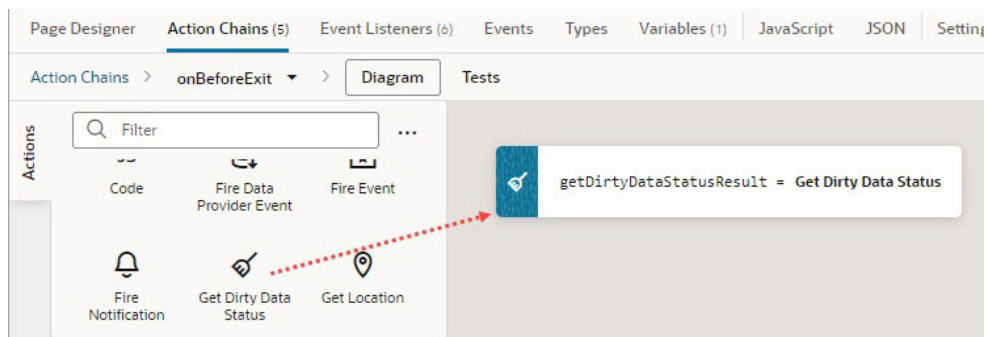 Page Designer Action Chains (5) Event Listeners (6) Events Types Variables (1) JavaScript JSON Setting
Action Chains > onBeforeExit > Diagram Tests
Actions
Filter
Code Fire Data Provider Event Fire Event
getDirtyDataStatusResult = Get Dirty Data Status
Fire Notification Get Dirty Data Status Get Location